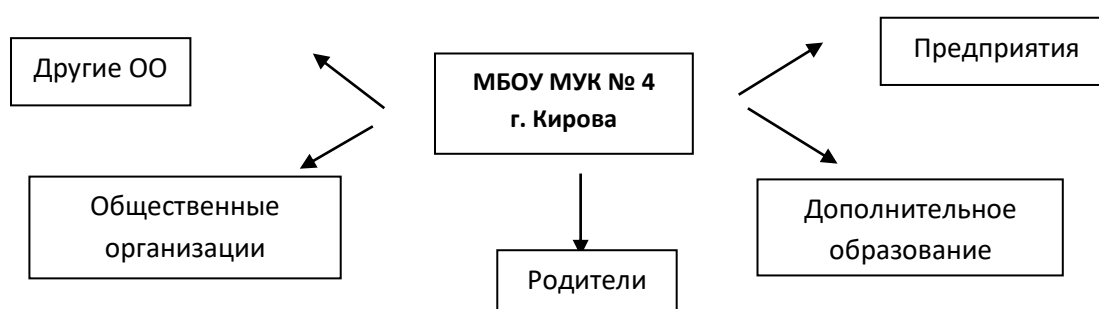 Другие ОО
МБОУ МУК № 4
г. Кирова
Предприятия
Общественные
организации
Родители
Дополнительное
образование